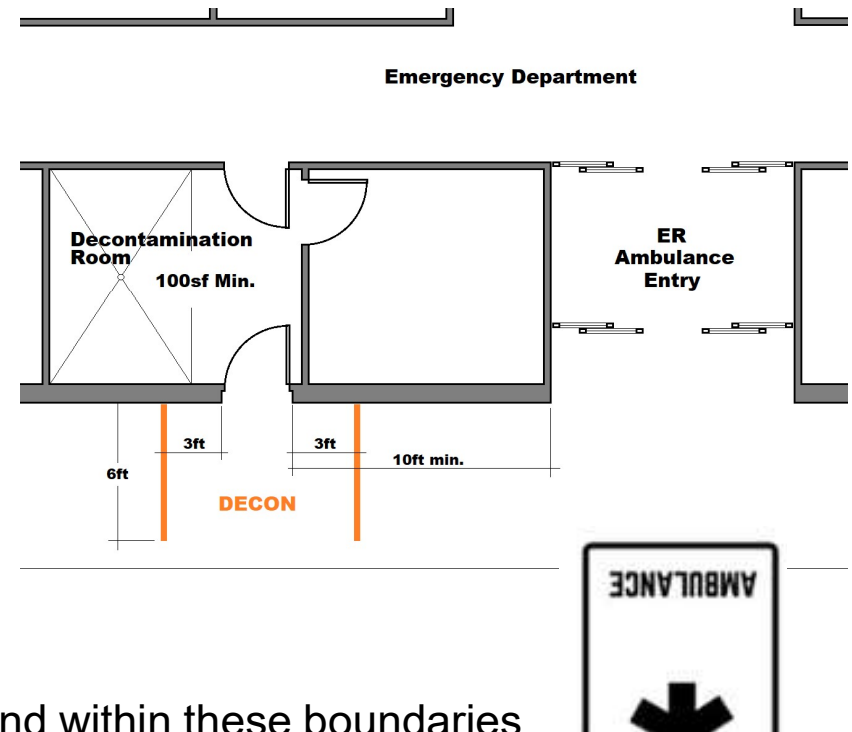 Emergency Department
Decontamination
Room
100sf Min.
ER
Ambulance
Entry
3ft
3ft
10ft min.
6ft
DECON
AMBULANCE
nd within these boundaries